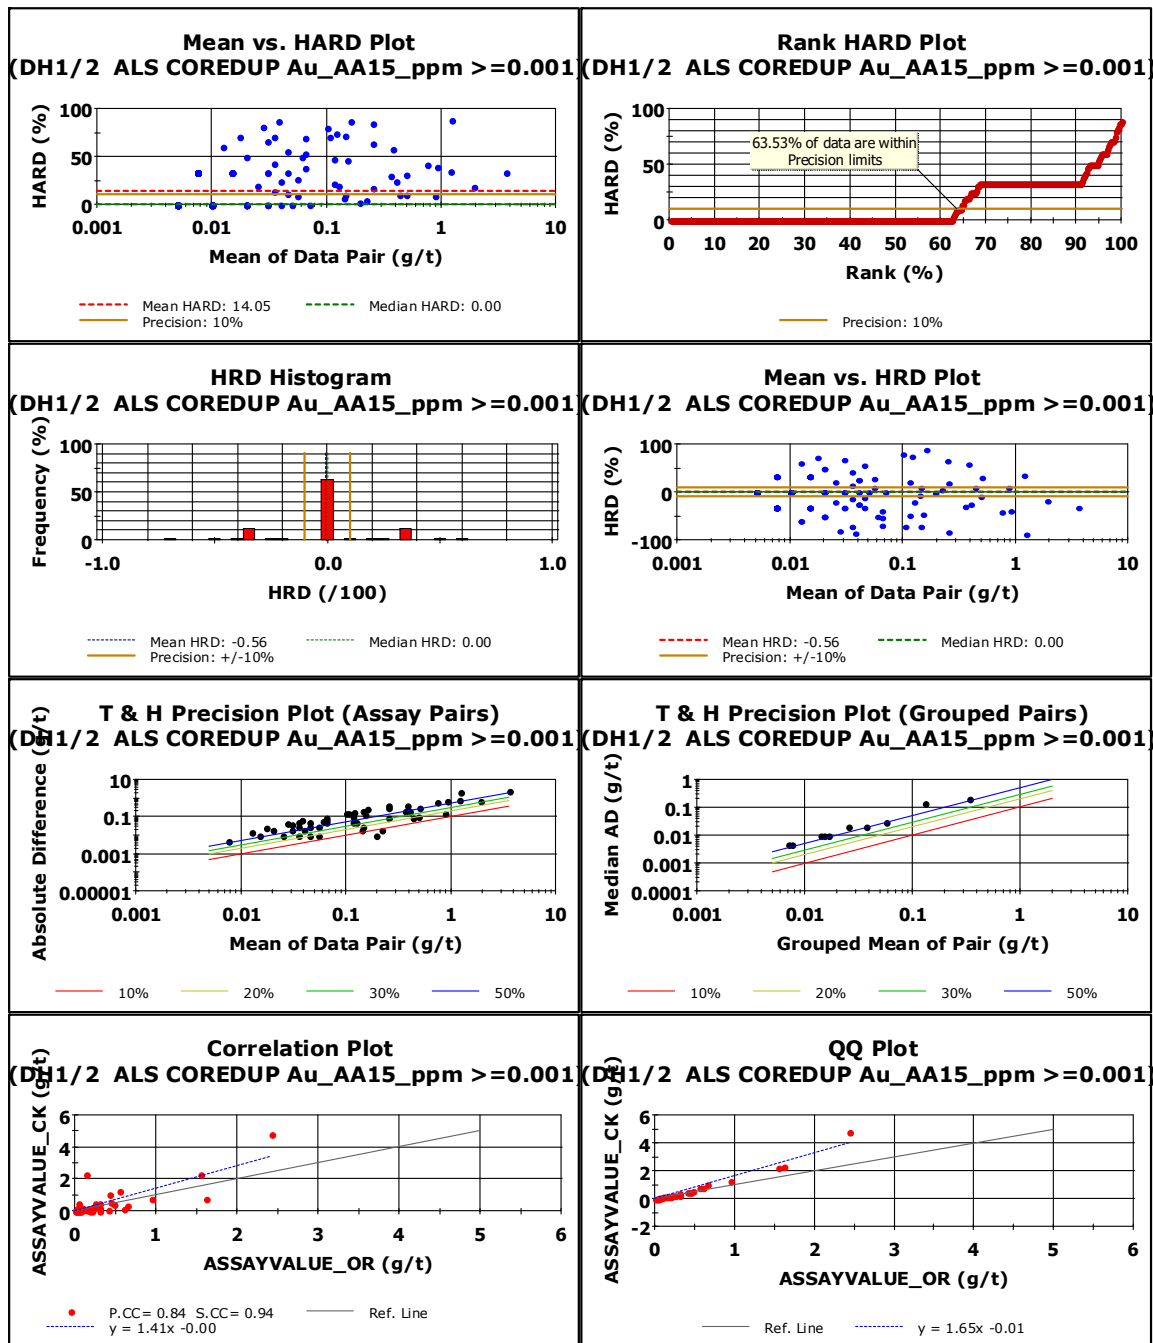 Mean vs. HARD Plot
(DH1/2 ALS COREDUP Au_AA15_ppm >=0.001)
HARD (%)
100
50
0
0.001
0.01
0.1
1
10
Mean of Data Pair (g/t)
Mean HARD: 14.05
Median HARD: 0.00
Precision: 10%
Rank HARD Plot
(DH1/2 ALS COREDUP Au_AA15_ppm >=0.001)
HARD (%)
100
50
0
63.53% of data are within
Precision limits
0 10 20 30 40 50 60 70 80 90 100
Rank (%)
Precision: 10%
HRD Histogram
(DH1/2 ALS COREDUP Au_AA15_ppm >=0.001)
Frequency (%)
100
50
0
-1.0
0.0
1.0
HRD (/100)
Mean HRD: -0.56
Median HRD: 0.00
Precision: +/-10%
Mean vs. HRD Plot
(DH1/2 ALS COREDUP Au_AA15_ppm >=0.001)
HRD (%)
100
0
-100
0.001
0.01
0.1
1
10
Mean of Data Pair (g/t)
Mean HRD: -0.56
Median HRD: 0.00
Precision: +/-10%
T & H Precision Plot (Assay Pairs)
(DH1/2 ALS COREDUP Au_AA15_ppm >=0.001)
Absolute Difference (g/t)
10
0.1
0.001
0.00001
0.001
0.01
0.1
1
10
Mean of Data Pair (g/t)
10%
20%
30%
50%
T & H Precision Plot (Grouped Pairs)
(DH1/2 ALS COREDUP Au_AA15_ppm >=0.001)
Median AD (g/t)
1
0.1
0.01
0.001
0.0001
0.001
0.01
0.1
1
10
Grouped Mean of Pair (g/t)
10%
20%
30%
50%
Correlation Plot
(DH1/2 ALS COREDUP Au_AA15_ppm >=0.001)
ASSAYVALUE_CK (g/t)
6
4
2
0
0 1 2 3 4 5 6
ASSAYVALUE_OR (g/t)
P.CC= 0.84 S.CC= 0.94
Ref. Line
y = 1.41x -0.00
QQ Plot
(DH1/2 ALS COREDUP Au_AA15_ppm >=0.001)
ASSAYVALUE_CK (g/t)
6
4
2
0
-2
0 1 2 3 4 5 6
ASSAYVALUE_OR (g/t)
Ref. Line
y = 1.65x -0.01